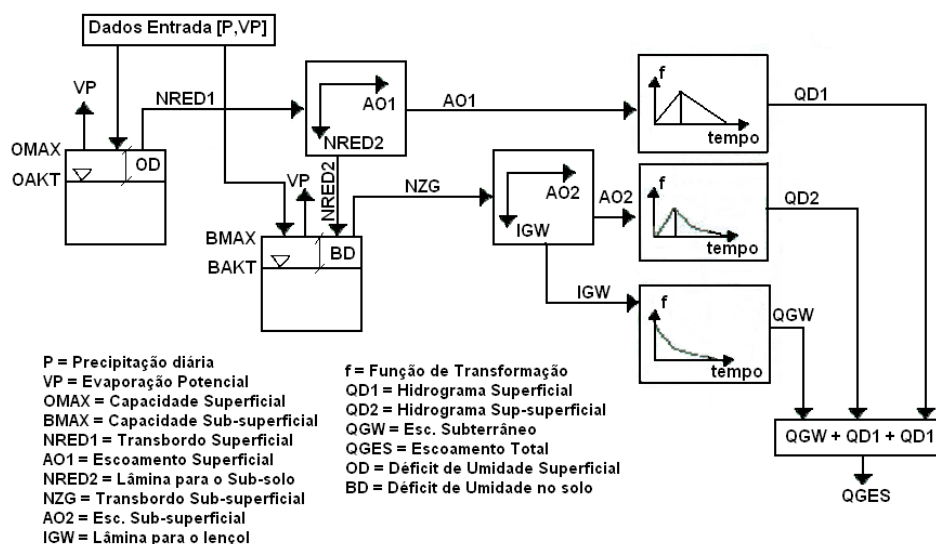 Dados Entrada [P,VP]
VP
NRED1
OMAX
OAKT
OD
AO1
NRED2
AO1
f
tempo
QD1
NRED2
VP
NZG
BMAX
BAKT
BD
AO2
IGW
AO2
f
tempo
QD2
IGW
f
tempo
QGW
QGW + QD1 + QD1
QGES
P = Precipitação diária
VP = Evaporação Potencial
OMAX = Capacidade Superficial
BMAX = Capacidade Sub-superficial
NRED1 = Transbordo Superficial
AO1 = Escoamento Superficial
NRED2 = Lâmina para o Sub-solo
NZG = Transbordo Sub-superficial
AO2 = Esc. Sub-superficial
IGW = Lâmina para o lençol
f = Função de Transformação
QD1 = Hidrograma Superficial
QD2 = Hidrograma Sup-superficial
QGW = Esc. Subterrâneo
QGES = Escoamento Total
OD = Déficit de Umidade Superficial
BD = Déficit de Umidade no solo